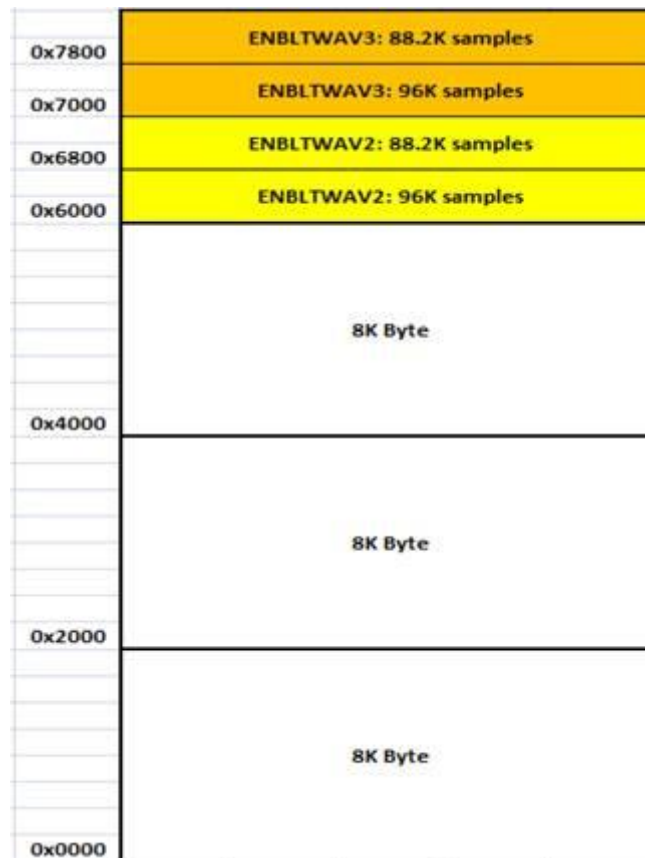 ENBLTWAV3: 88.2K samples
0x7800
ENBLTWAV3: 96K samples
0x7000
ENBLTWAV2: 88.2K samples
0x6800
ENBLTWAV2: 96K samples
0x6000
8K Byte
0x4000
8K Byte
0x2000
8K Byte
0x0000